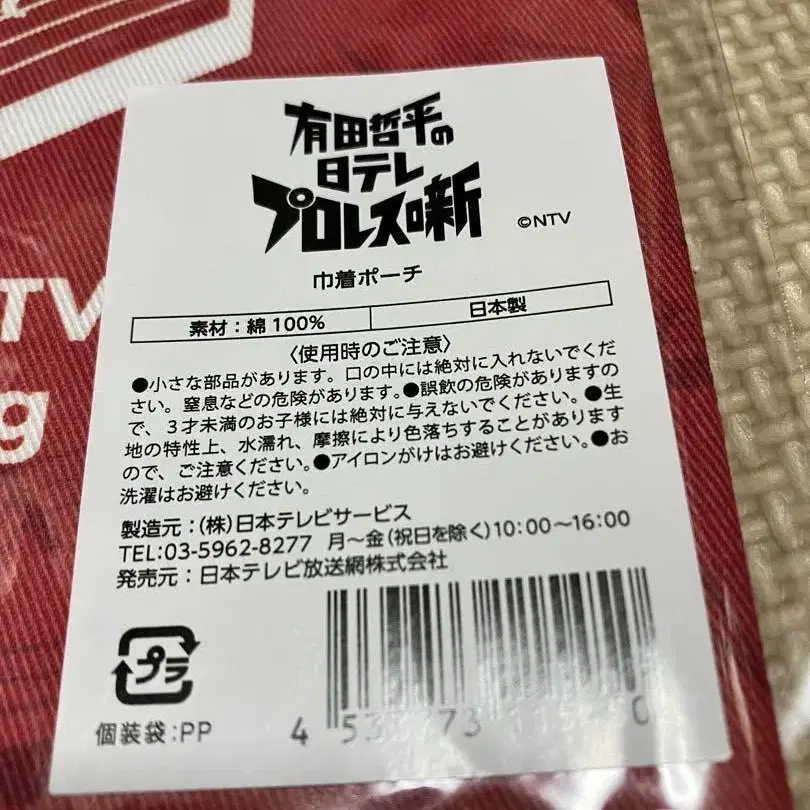 有田哲平の
日テレ
プロレス噺
©NTV
巾着ポーチ
素材：綿100% 日本製
〈使用時のご注意〉
●小さな部品があります。口の中には絶対に入れないでくだ
さい。窒息などの危険があります。●誤飲の危険がありますの
で、3才未満のお子様には絶対に与えないでください。●生
地の特性上、水濡れ、摩擦により色落ちすることがあります
ので、ご注意ください。●アイロンがけはお避けください。●お
洗濯はお避けください。
製造元：(株)日本テレビサービス
TEL:03-5962-8277 月～金(祝日を除く)10:00～16:00
発売元：日本テレビ放送網株式会社
プラ
個装袋:PP
TV
g